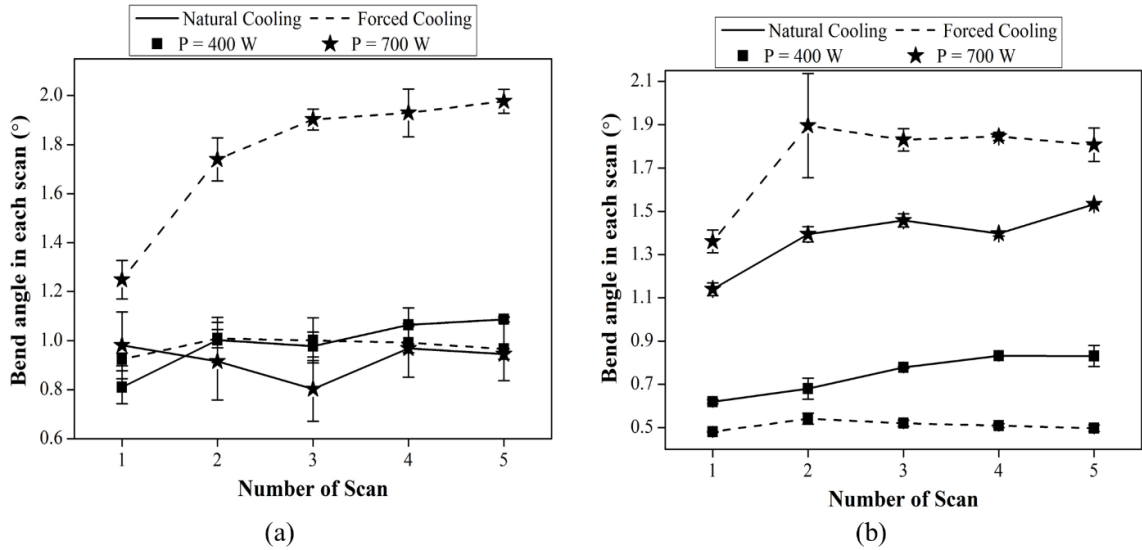 Natural Cooling Forced Cooling
P = 400 W P = 700 W
Bend angle in each scan (°)
2.0
1.8
1.6
1.4
1.2
1.0
0.8
0.6
1 2 3 4 5
Number of Scan
(a)
Natural Cooling Forced Cooling
P = 400 W P = 700 W
Bend angle in each scan (°)
2.1
1.9
1.7
1.5
1.3
1.1
0.9
0.7
0.5
1 2 3 4 5
Number of Scan
(b)